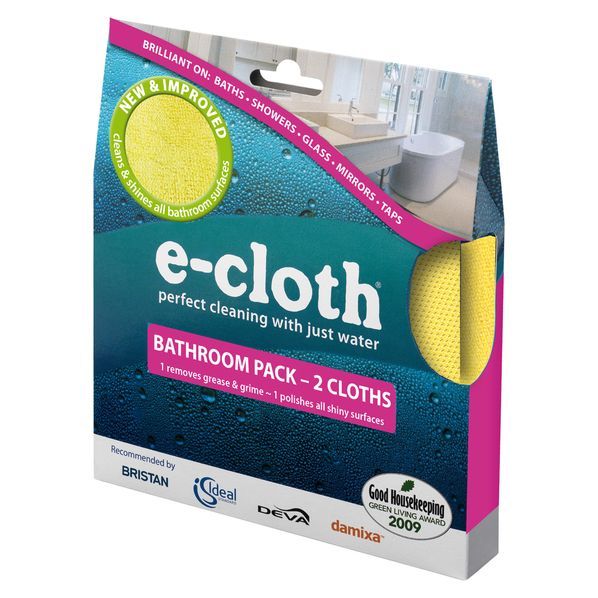 BRILLIANT ON: BATHS • SHOWERS • GLASS • MIRRORS • TAPS
NEW & IMPROVED
cleans & shines all bathroom surfaces
e-cloth®
perfect cleaning with just water
BATHROOM PACK – 2 CLOTHS
1 removes grease & grime ~ 1 polishes all shiny surfaces
Recommended by
BRISTAN
Ideal
STANDARD
DEVA
damixa™
Good Housekeeping
GREEN LIVING AWARD
2009